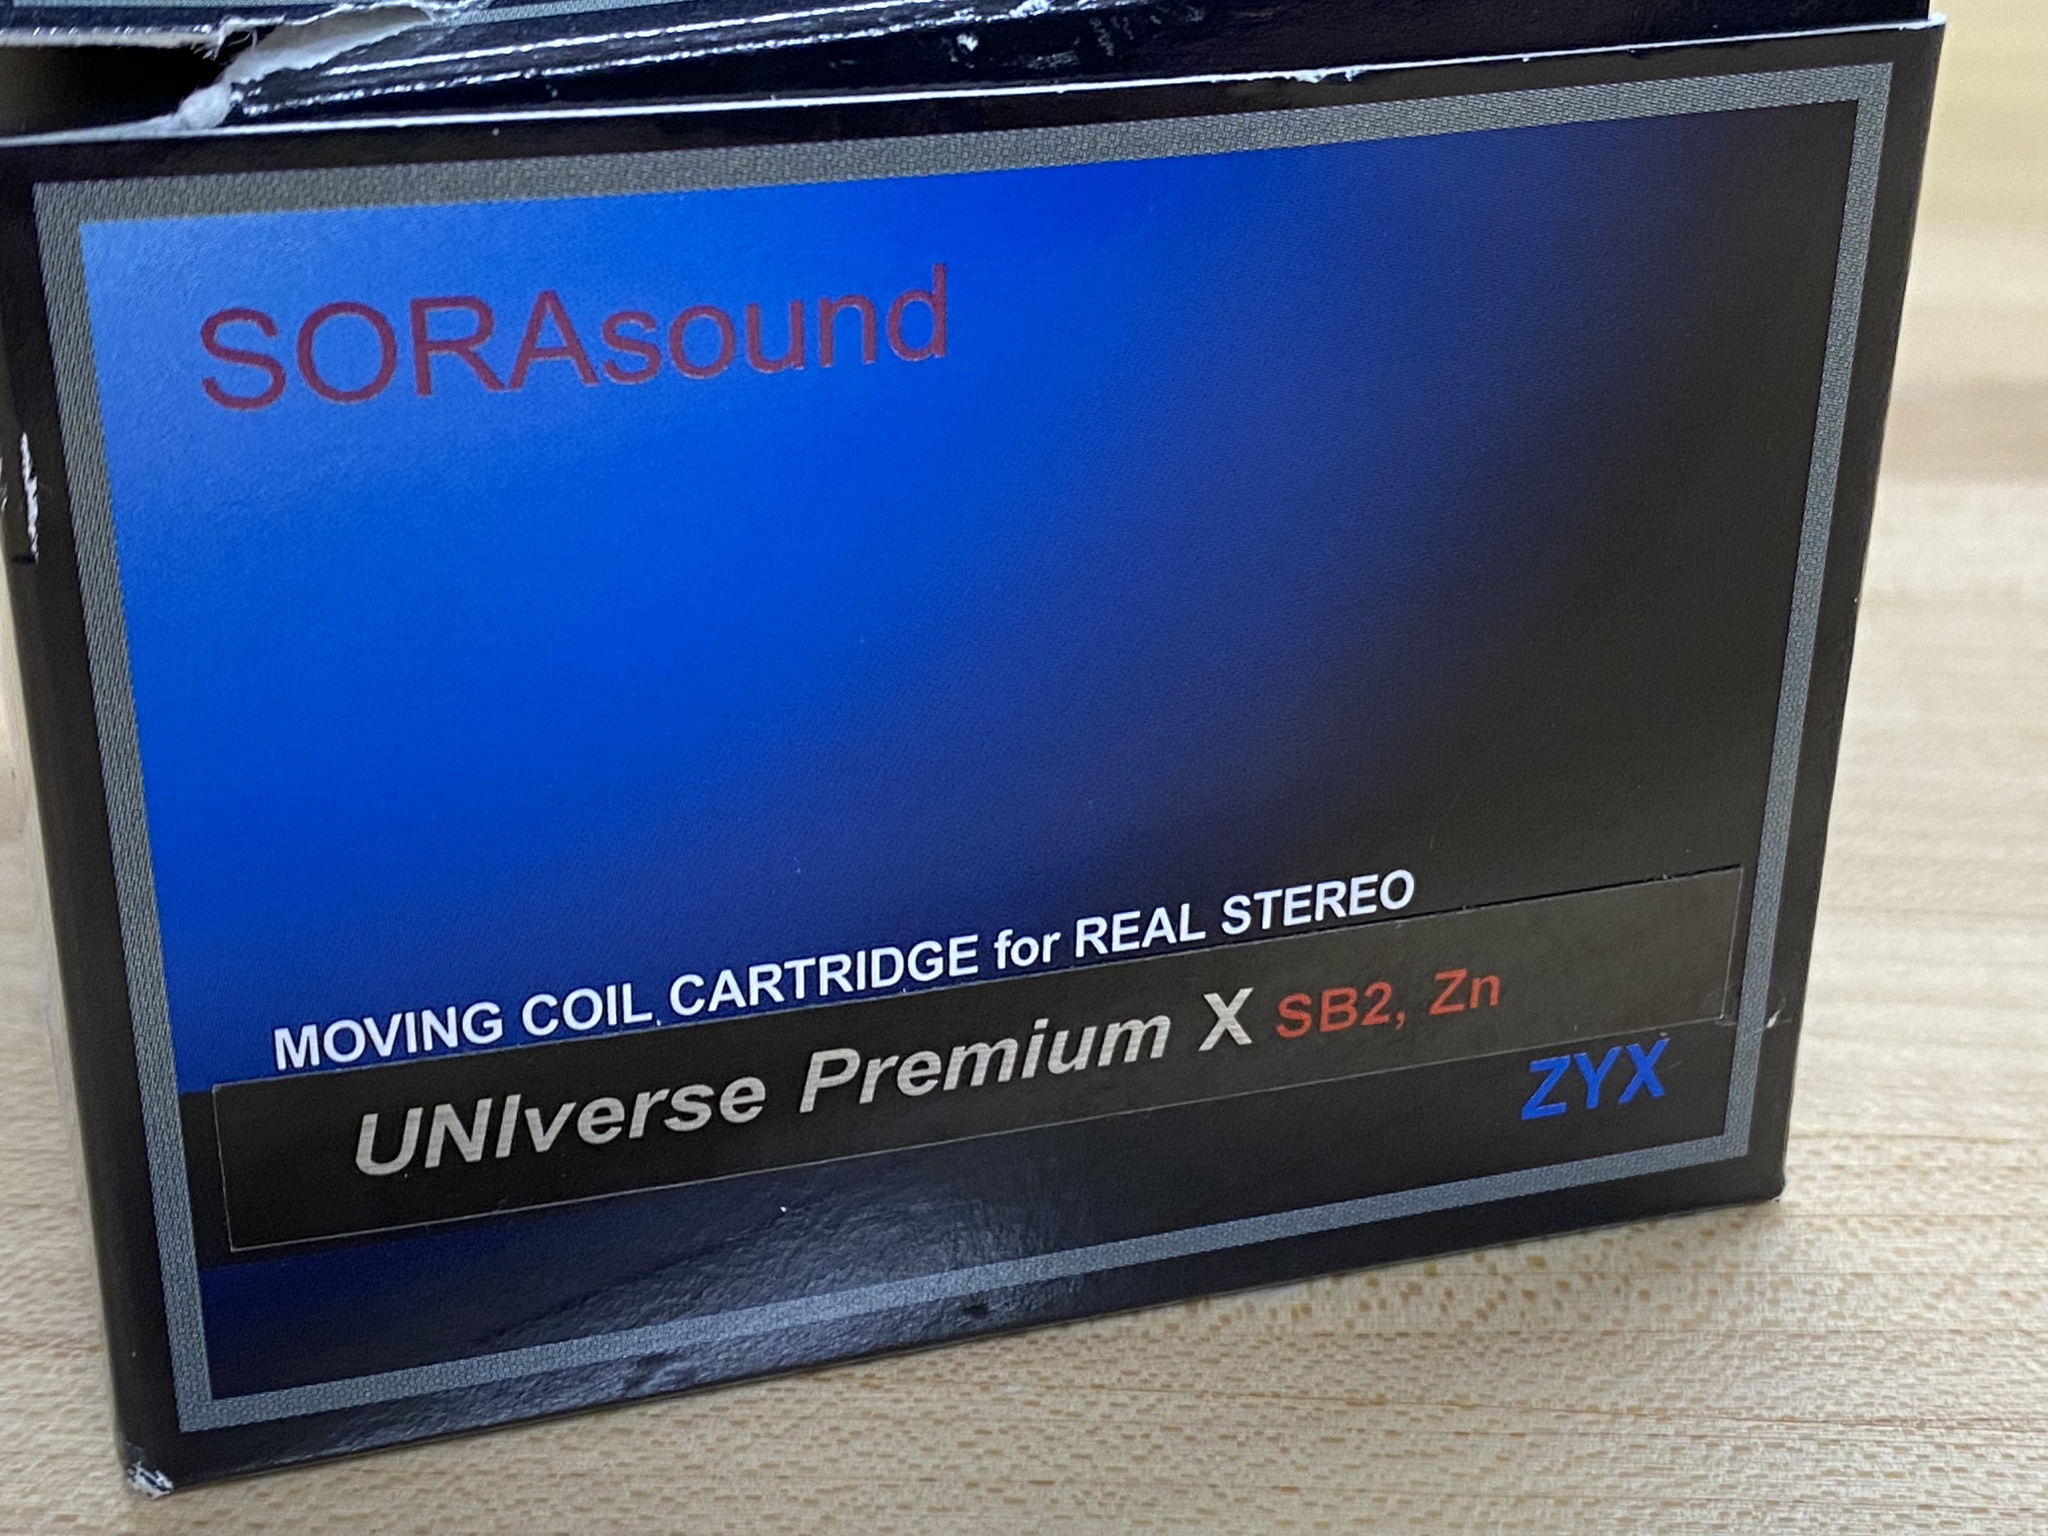 SORAsound
MOVING COIL CARTRIDGE for REAL STEREO
UNIverse Premium X SB2, Zn
ZYX